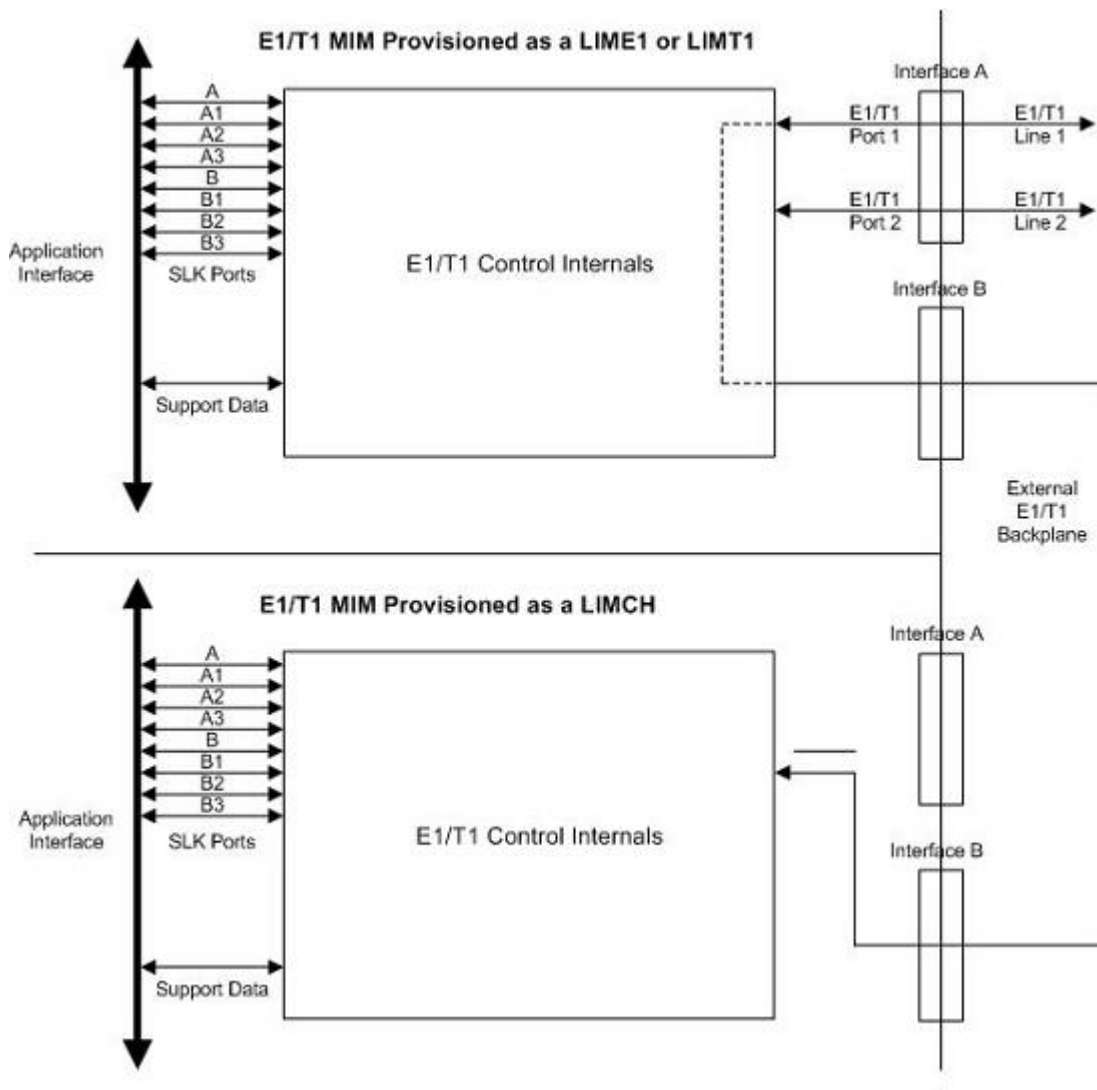 E1/T1 MIM Provisioned as a LIME1 or LIMT1
Interface A
A
A1
A2
A3
B
B1
B2
B3
SLK Ports
Application
Interface
Support Data
E1/T1 Control Internals
E1/T1
Port 1
E1/T1
Line 1
E1/T1
Port 2
E1/T1
Line 2
Interface B
External
E1/T1
Backplane
E1/T1 MIM Provisioned as a LIMCH
Interface A
A
A1
A2
A3
B
B1
B2
B3
SLK Ports
Application
Interface
Support Data
E1/T1 Control Internals
Interface B